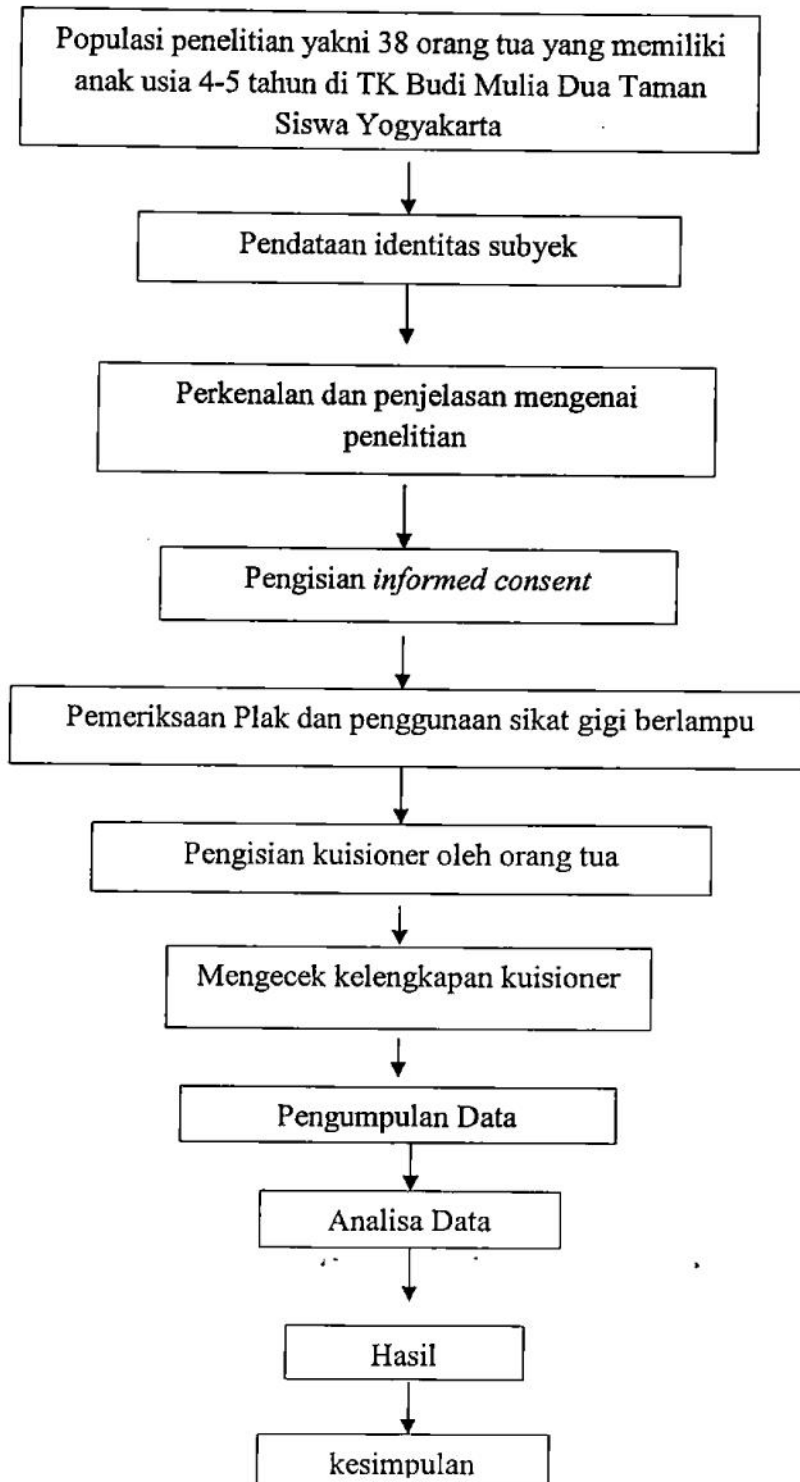 Populasi penelitian yakni 38 orang tua yang memiliki
anak usia 4-5 tahun di TK Budi Mulia Dua Taman
Siswa Yogyakarta
Pendataan identitas subyek
Perkenalan dan penjelasan mengenai
penelitian
Pengisian informed consent
Pemeriksaan Plak dan penggunaan sikat gigi berlampu
Pengisian kuisioner oleh orang tua
Mengecek kelengkapan kuisioner
Pengumpulan Data
Analisa Data
Hasil
kesimpulan